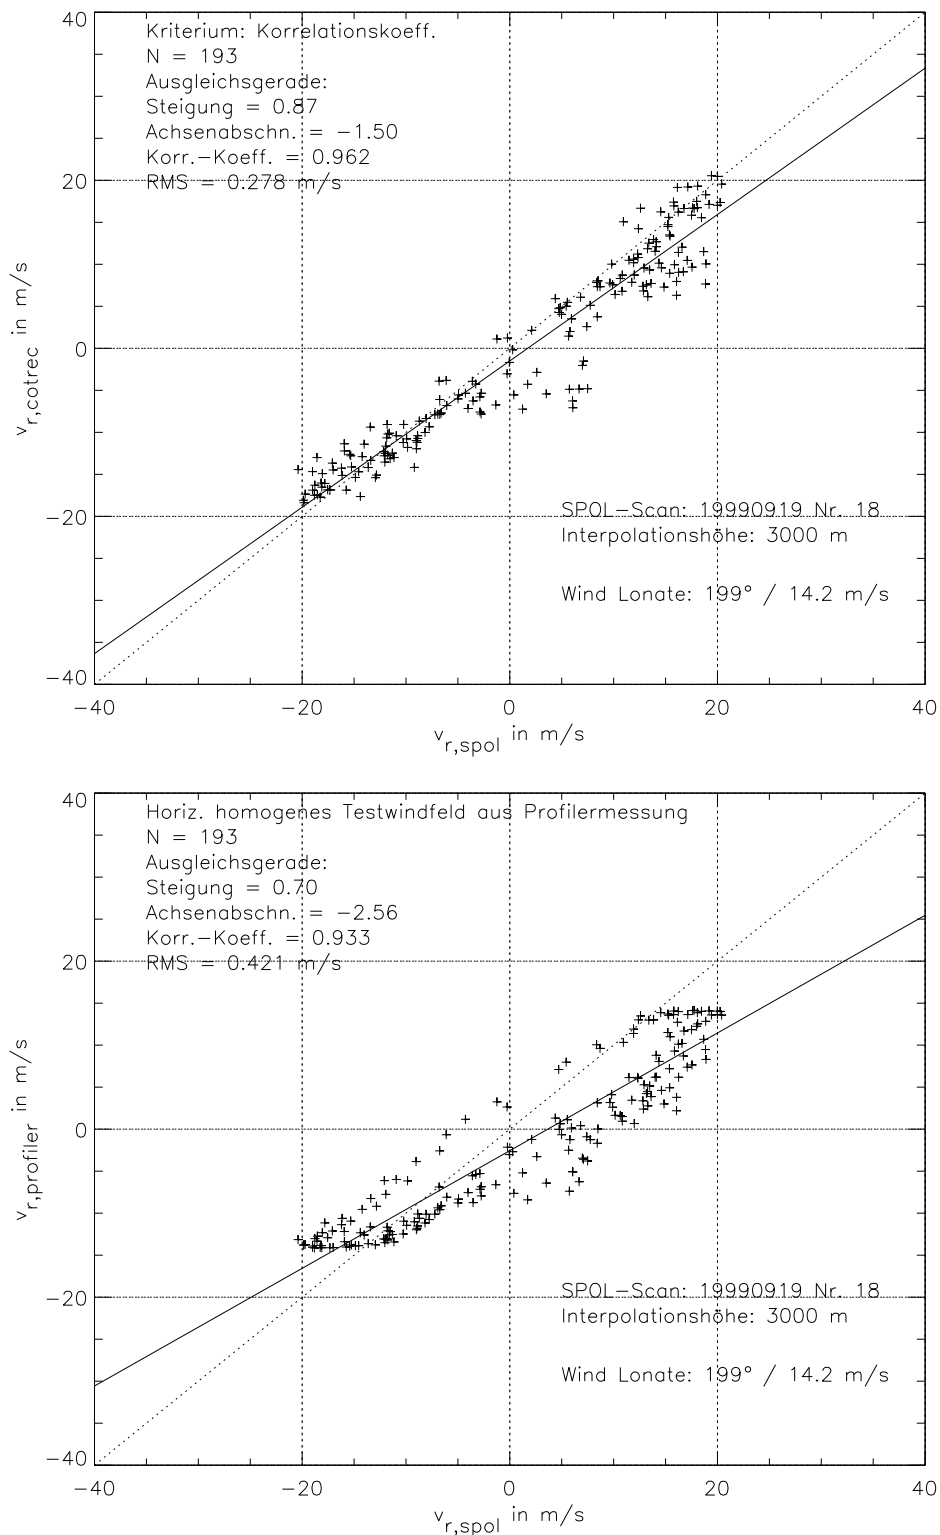 40
Kriterium: Korrelationskoeff.
N = 193
Ausgleichsgerade:
Steigung = 0.87
Achsenabschn. = −1.50
Korr.−Koeff. = 0.962
RMS = 0.278 m/s
20
0
−20
−40
v_r,cotrec in m/s
SPOL−Scan: 19990919 Nr. 18
Interpolationshöhe: 3000 m
Wind Lonate: 199° / 14.2 m/s
−40 −20 0 20 40
v_r,spol in m/s
40
Horiz. homogenes Testwindfeld aus Profilermessung
N = 193
Ausgleichsgerade:
Steigung = 0.70
Achsenabschn. = −2.56
Korr.−Koeff. = 0.933
RMS = 0.421 m/s
20
0
−20
−40
v_r,profiler in m/s
SPOL−Scan: 19990919 Nr. 18
Interpolationshöhe: 3000 m
Wind Lonate: 199° / 14.2 m/s
−40 −20 0 20 40
v_r,spol in m/s